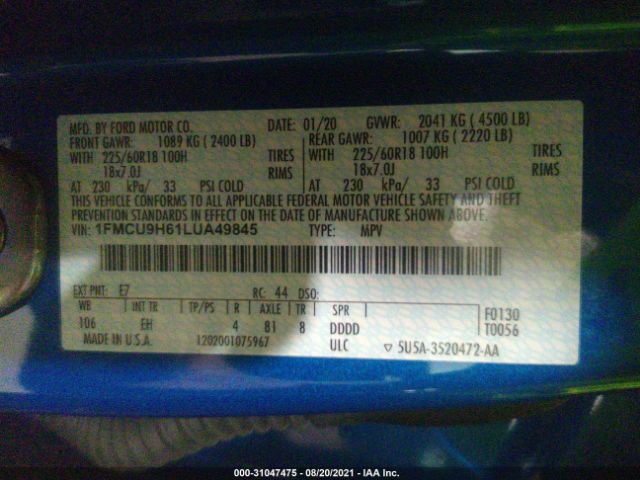 MFD. BY FORD MOTOR CO. DATE: 01/20 GVWR: 2041 KG ( 4500 LB)
FRONT GAWR: 1089 KG ( 2400 LB) REAR GAWR: 1007 KG ( 2220 LB)
WITH 225/60R18 100H TIRES WITH 225/60R18 100H TIRES
18x7.0J RIMS 18x7.0J RIMS
AT 230 kPa/ 33 PSI COLD AT 230 kPa/ 33 PSI COLD
THIS VEHICLE CONFORMS TO ALL APPLICABLE FEDERAL MOTOR VEHICLE SAFETY AND THEFT
PREVENTION STANDARDS IN EFFECT ON THE DATE OF MANUFACTURE SHOWN ABOVE.
VIN: 1FMCU9H61LUA49845 TYPE: MPV
EXT PNT: E7 RC: 44 DSO:
WB INT TR TP/PS R AXLE TR SPR F0130
106 EH 4 81 8 DDDD T0056
MADE IN U.S.A. 1202001075967 ULC ▽ 5U5A-3520472-AA
000-31047475 - 08/20/2021 - IAA Inc.